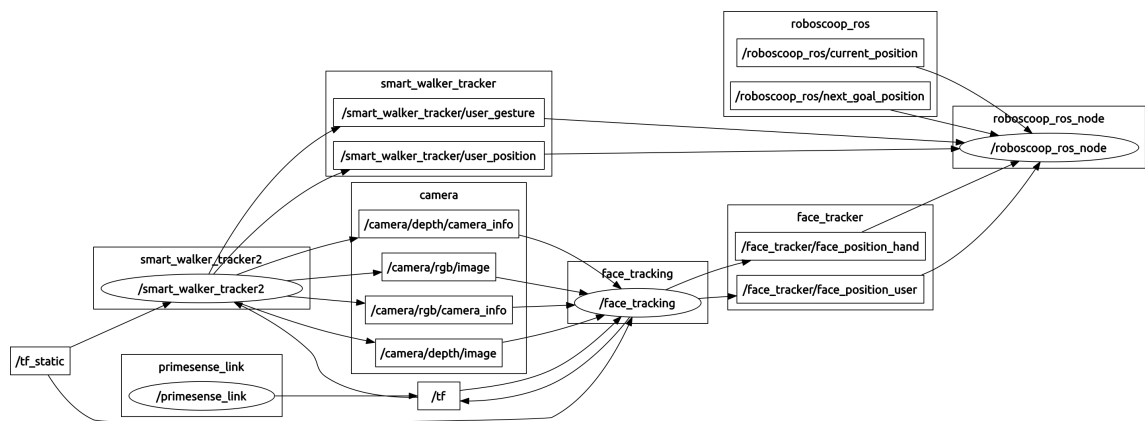 roboscoop_ros
/roboscoop_ros/current_position
/roboscoop_ros/next_goal_position
smart_walker_tracker
/smart_walker_tracker/user_gesture
/smart_walker_tracker/user_position
roboscoop_ros_node
/roboscoop_ros_node
camera
/camera/depth/camera_info
/camera/rgb/image
/camera/rgb/camera_info
/camera/depth/image
face_tracker
/face_tracker/face_position_hand
/face_tracker/face_position_user
smart_walker_tracker2
/smart_walker_tracker2
face_tracking
/face_tracking
/tf_static
primesense_link
/primesense_link
/tf